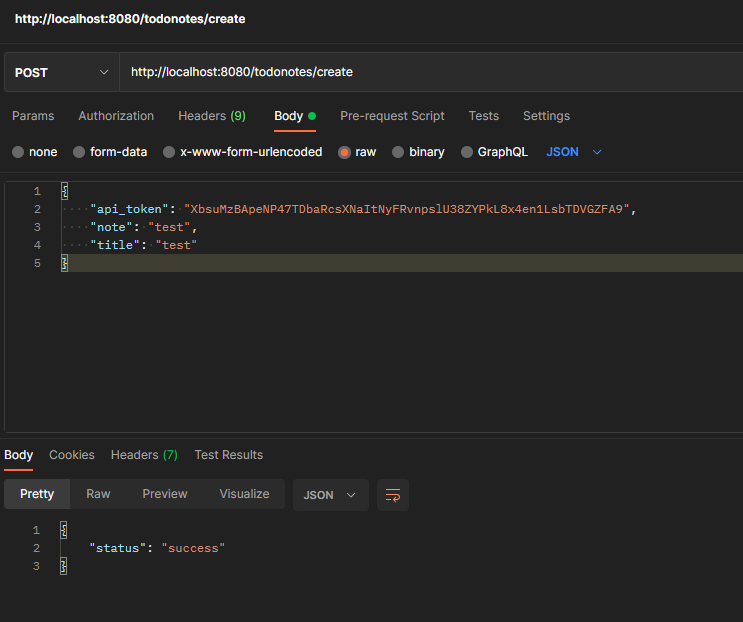 http://localhost:8080/todonotes/create
POST http://localhost:8080/todonotes/create
Params Authorization Headers (9) Body Pre-request Script Tests Settings
none form-data x-www-form-urlencoded raw binary GraphQL JSON
1 {
2 "api_token": "XbsuMzBApeNP47TDbaRcsXNaItNyFRvnpslU38ZYPkL8x4en1LsbTDVGZFA9",
3 "note": "test",
4 "title": "test"
5 }
Body Cookies Headers (7) Test Results
Pretty Raw Preview Visualize JSON
1 {
2 "status": "success"
3 }